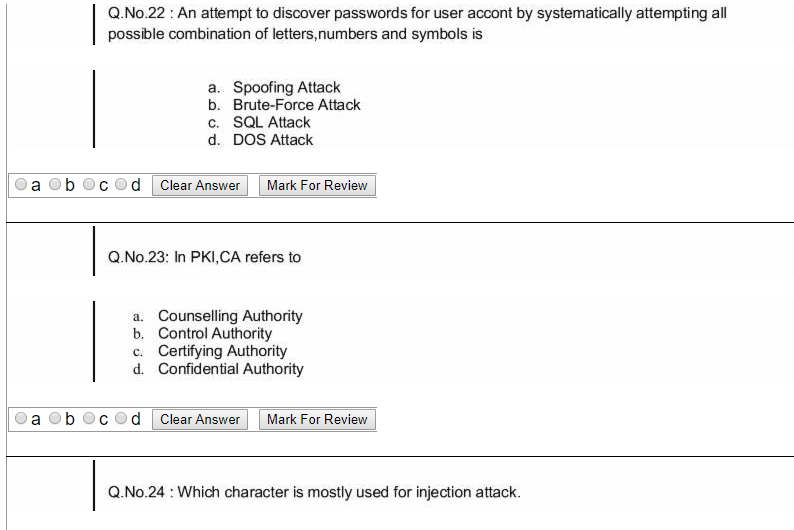 Q.No.22 : An attempt to discover passwords for user accont by systematically attempting all
possible combination of letters,numbers and symbols is
a. Spoofing Attack
b. Brute-Force Attack
c. SQL Attack
d. DOS Attack
a b c d Clear Answer Mark For Review
Q.No.23: In PKI,CA refers to
a. Counselling Authority
b. Control Authority
c. Certifying Authority
d. Confidential Authority
a b c d Clear Answer Mark For Review
Q.No.24 : Which character is mostly used for injection attack.